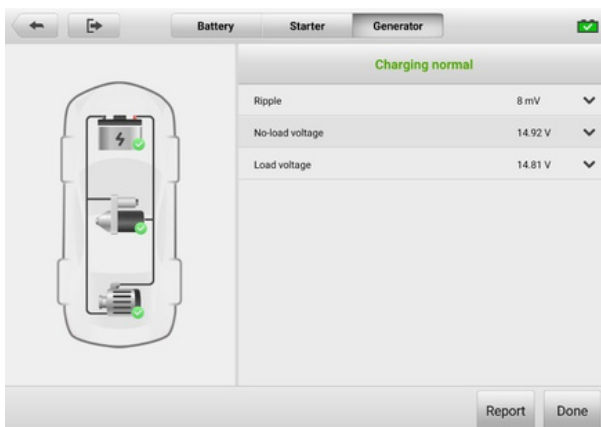 Battery Starter Generator
Charging normal
Ripple 8 mV
No-load voltage 14.92 V
Load voltage 14.81 V
Report Done